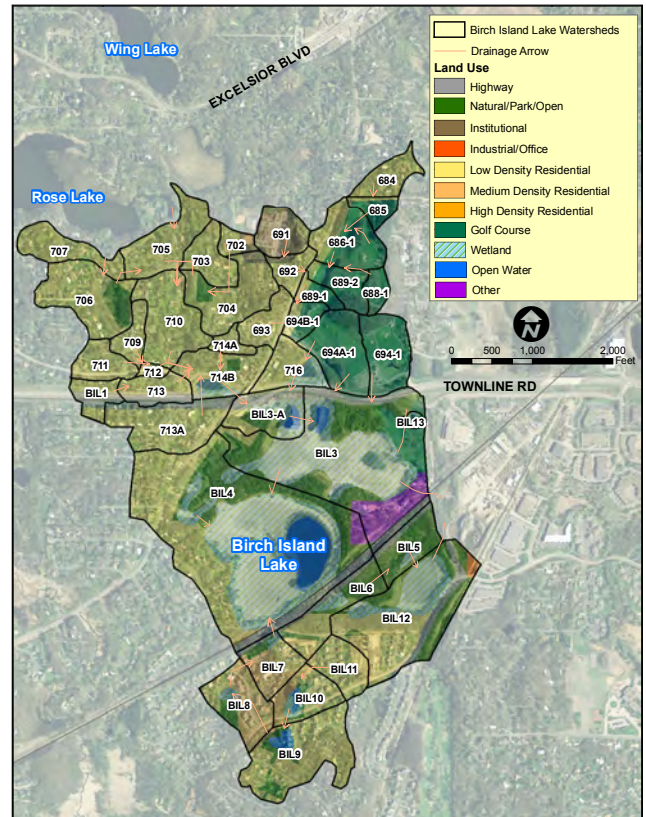 Wing Lake
EXCELSIOR BLVD
Rose Lake
Birch Island Lake Watersheds
Drainage Arrow
Land Use
Highway
Natural/Park/Open
Institutional
Industrial/Office
Low Density Residential
Medium Density Residential
High Density Residential
Golf Course
Wetland
Open Water
Other
N
0 500 1,000 2,000
Feet
TOWNLINE RD
684
685
691
702
686-1
705
703
707
692
689-2
688-1
706
704
689-1
710
694B-1
693
709
714A
694A-1
694-1
711
712
716
714B
BIL1
713
BIL3-A
BIL13
713A
BIL3
BIL4
Birch Island
Lake
BIL5
BIL6
BIL12
BIL7
BIL11
BIL8
BIL10
BIL9